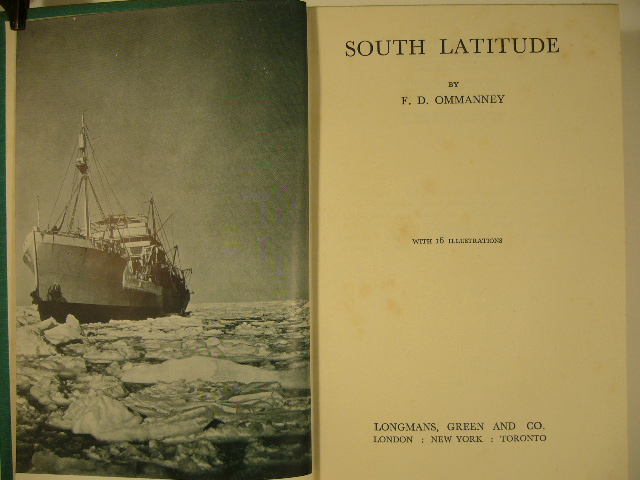 SOUTH LATITUDE
BY
F. D. OMMANNEY
WITH 16 ILLUSTRATIONS
LONGMANS, GREEN AND CO.
LONDON : NEW YORK : TORONTO